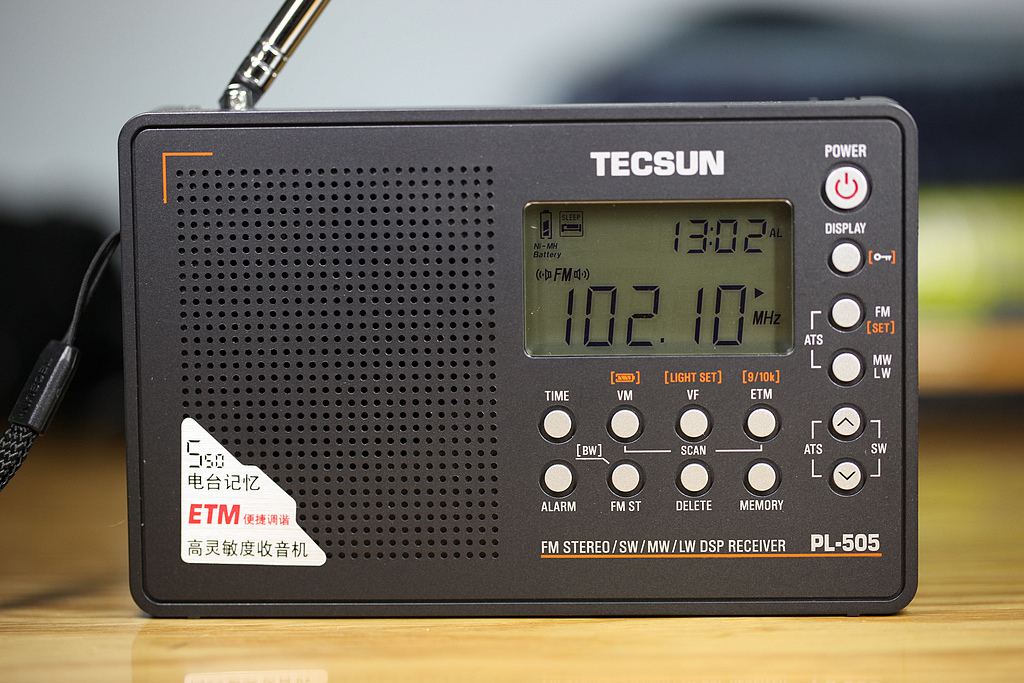 TECSUN
POWER
DISPLAY
SLEEP
Ni-MH
Battery
13:02 AL
FM
102.10 MHz
FM
[SET]
ATS
MW
LW
[LIGHT SET]
[9/10k]
TIME
VM
VF
ETM
[BW]
SCAN
ATS
SW
ALARM
FM ST
DELETE
MEMORY
550
电台记忆
ETM 便捷调谐
高灵敏度收音机
FM STEREO/SW/MW/LW DSP RECEIVER
PL-505